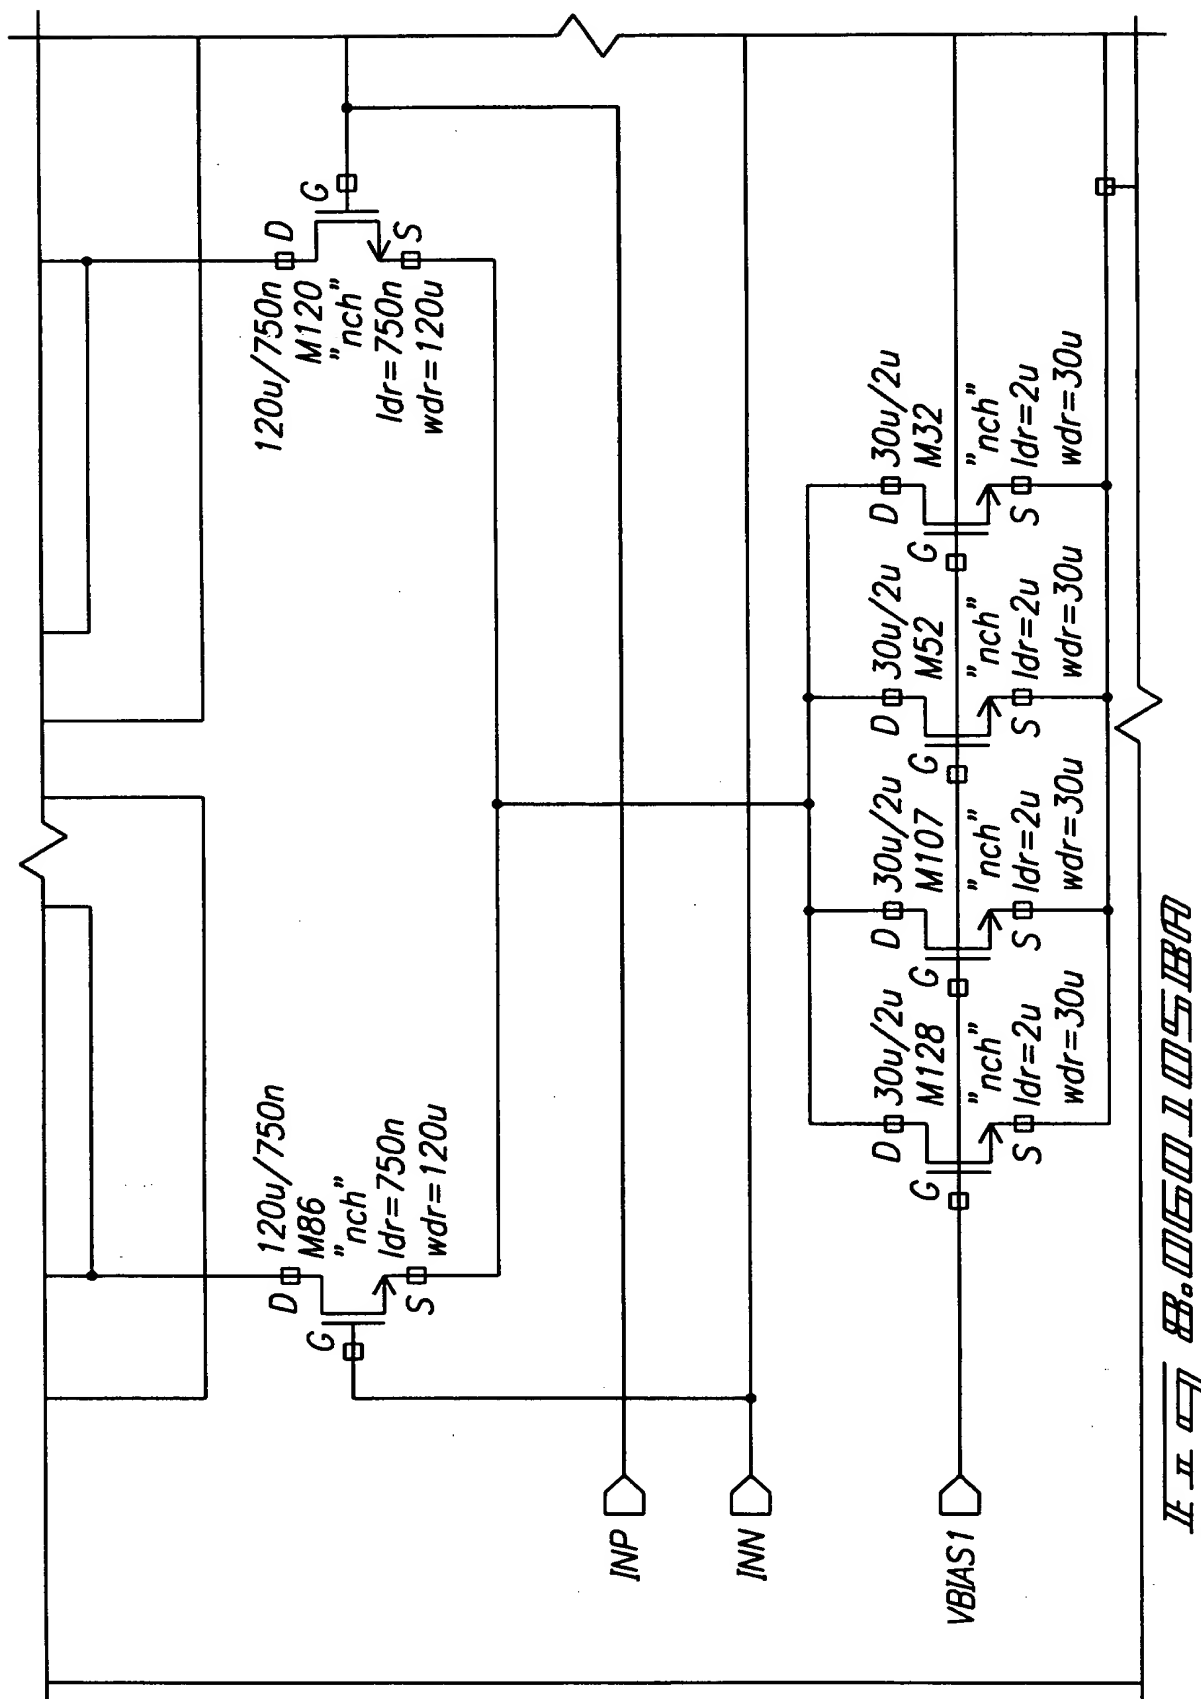 120u/750n
M86
"nch"
ldr=750n
wdr=120u
D
G
S
120u/750n
M120
"nch"
ldr=750n
wdr=120u
D
G
S
INP
INN
VBIAS1
30u/2u
M128
"nch"
ldr=2u
wdr=30u
D
G
S
30u/2u
M107
"nch"
ldr=2u
wdr=30u
D
G
S
30u/2u
M52
"nch"
ldr=2u
wdr=30u
D
G
S
30u/2u
M32
"nch"
ldr=2u
wdr=30u
D
G
S